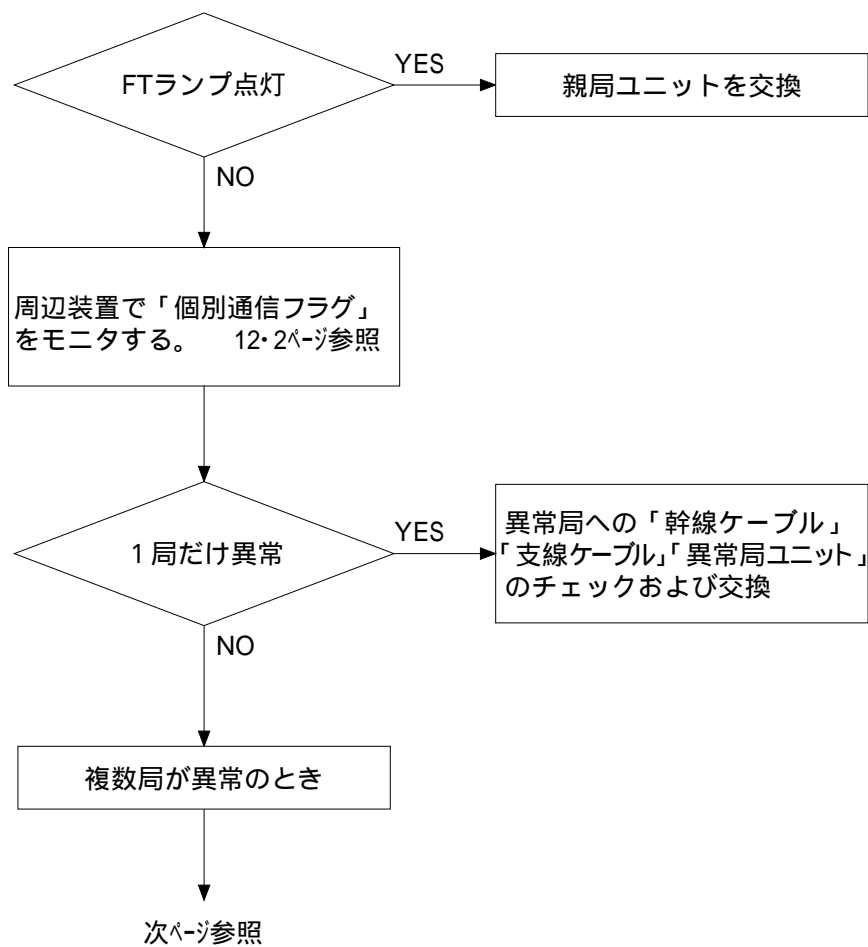 FTランプ点灯
YES
親局ユニットを交換
NO
周辺装置で「個別通信フラグ」
をモニタする。　12・2ﾍﾟｰｼﾞ参照
1局だけ異常
YES
異常局への「幹線ケーブル」
「支線ケーブル」「異常局ユニット」
のチェックおよび交換
NO
複数局が異常のとき
次ﾍﾟｰｼﾞ参照